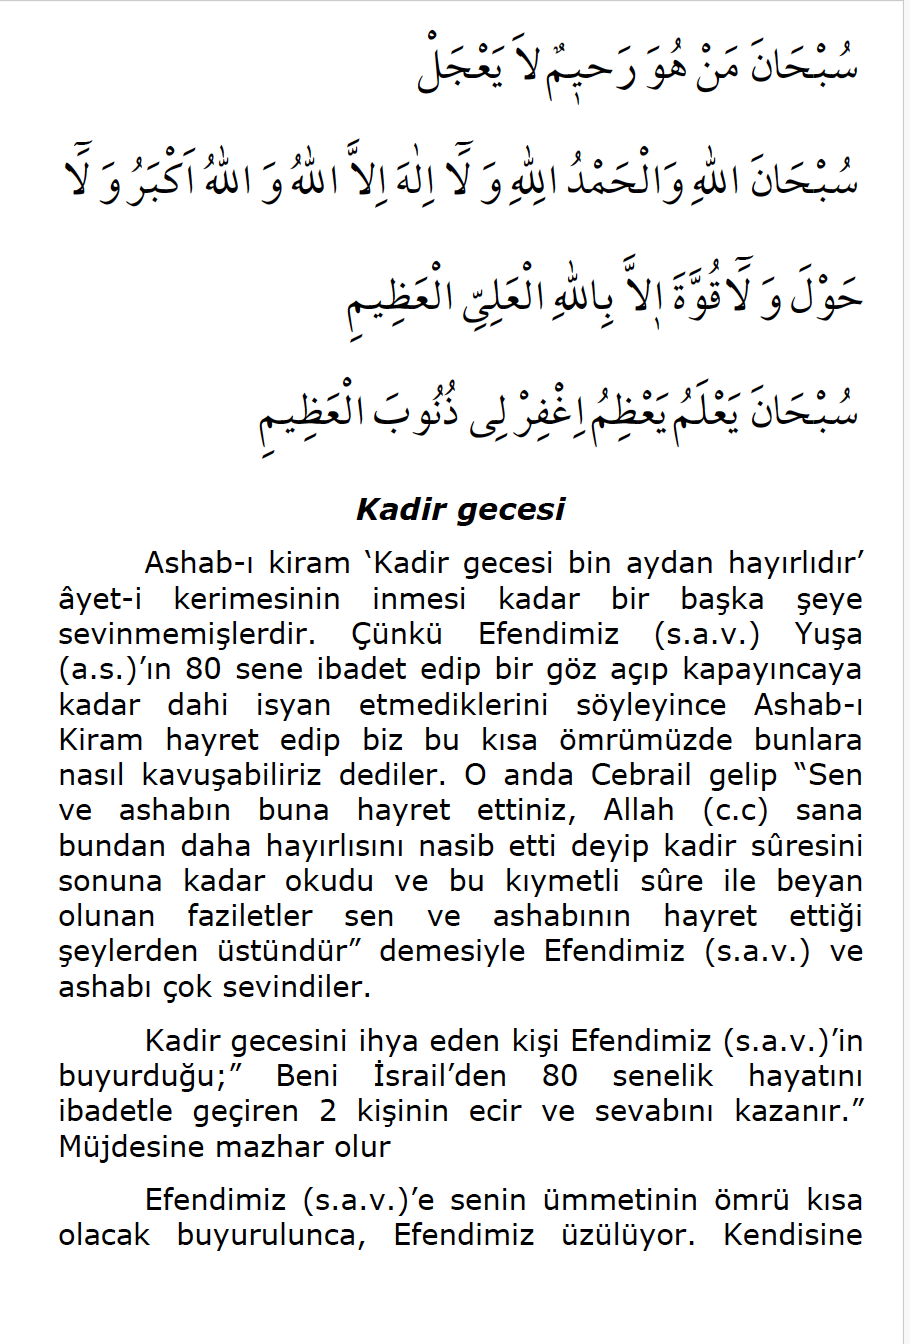 سُبْحَانَ مَنْ هُوَ رَحيٖمٌ لاَ يَعْجَلْ
سُبْحَانَ اللهِ وَالْحَمْدُ اللِهِ وَ لَٓا اِلٰهَ اِلاَّ اللهُ وَ اللهُ اَكْبَرُ وَ لَٓا
حَوْلَ وَ لَٓا قُوَّةَ اٖلاَّ بِاللهِ الْعَلِىِّ الْعَظِيمِ
سُبْحَانَ يَعْلَمُ يَعْظِمُ اِغْفِرْ لِى ذُنُوبَ الْعَظِيمِ
Kadir gecesi
Ashab-ı kiram ‘Kadir gecesi bin aydan hayırlıdır’
âyet-i kerimesinin inmesi kadar bir başka şeye
sevinmemişlerdir. Çünkü Efendimiz (s.a.v.) Yuşa
(a.s.)’ın 80 sene ibadet edip bir göz açıp kapayıncaya
kadar dahi isyan etmediklerini söyleyince Ashab-ı
Kiram hayret edip biz bu kısa ömrümüzde bunlara
nasıl kavuşabiliriz dediler. O anda Cebrail gelip “Sen
ve ashabın buna hayret ettiniz, Allah (c.c) sana
bundan daha hayırlısını nasib etti deyip kadir sûresini
sonuna kadar okudu ve bu kıymetli sûre ile beyan
olunan faziletler sen ve ashabının hayret ettiği
şeylerden üstündür” demesiyle Efendimiz (s.a.v.) ve
ashabı çok sevindiler.
Kadir gecesini ihya eden kişi Efendimiz (s.a.v.)’in
buyurduğu;” Beni İsrail’den 80 senelik hayatını
ibadetle geçiren 2 kişinin ecir ve sevabını kazanır.”
Müjdesine mazhar olur
Efendimiz (s.a.v.)’e senin ümmetinin ömrü kısa
olacak buyurulunca, Efendimiz üzülüyor. Kendisine